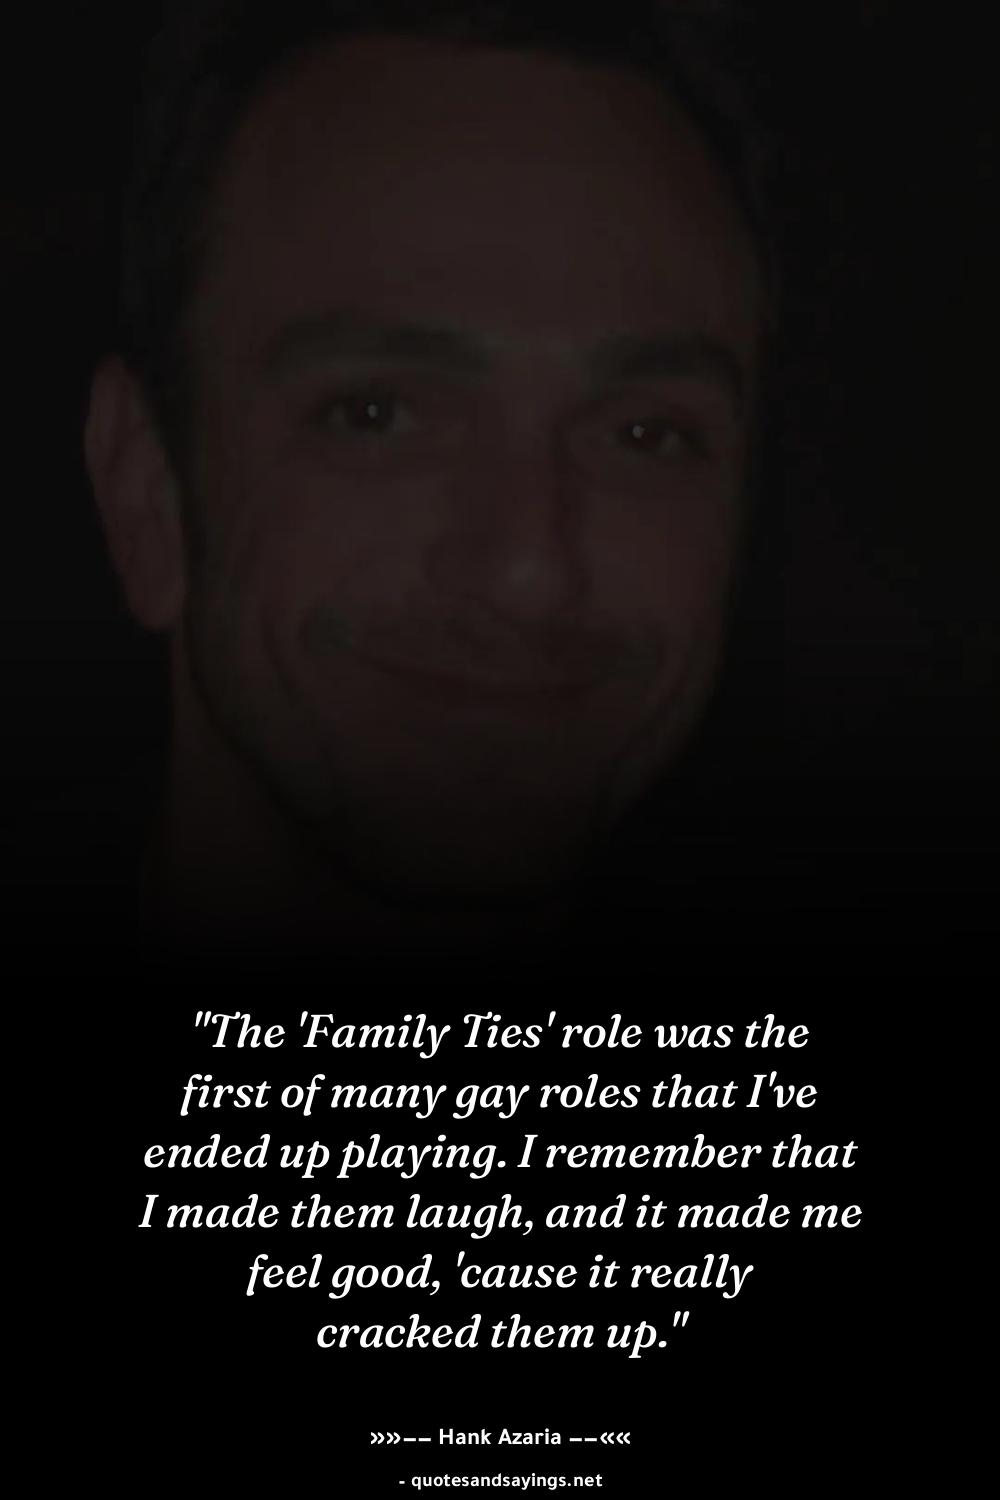 "The 'Family Ties' role was the
first of many gay roles that I've
ended up playing. I remember that
I made them laugh, and it made me
feel good, 'cause it really
cracked them up."
»»−− Hank Azaria −−««
- quotesandsayings.net